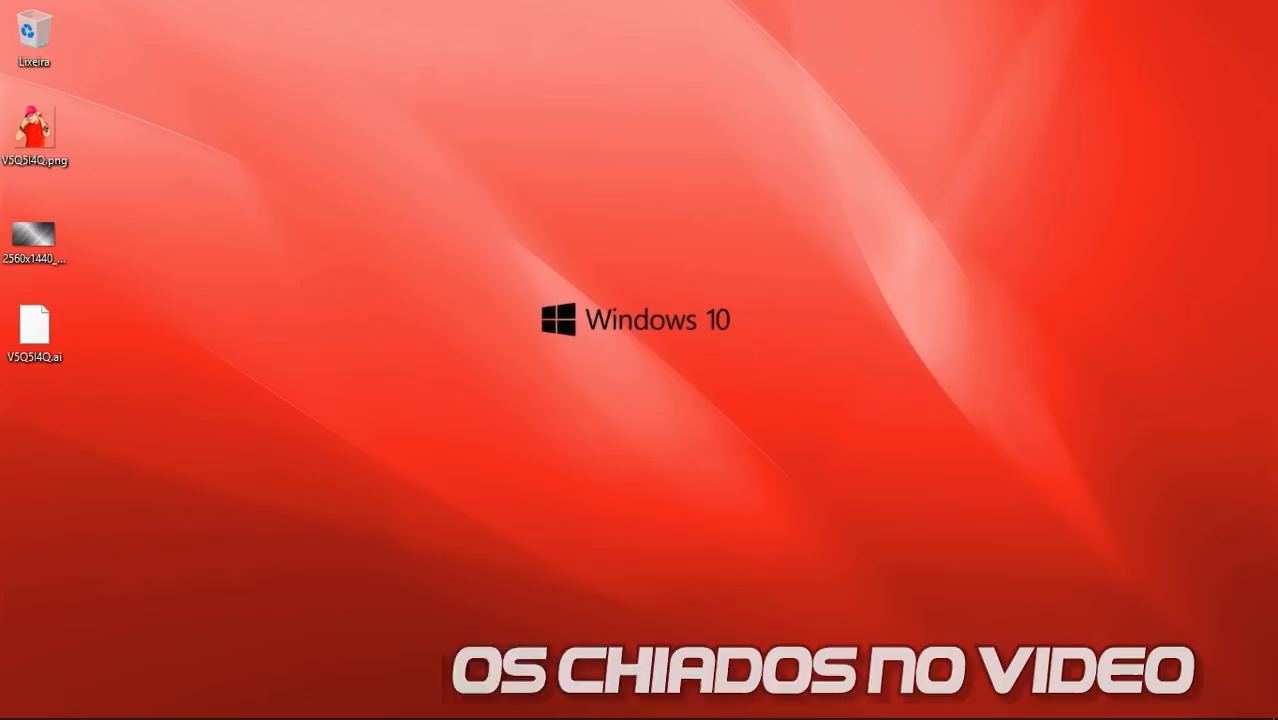 Lixeira
V5Q5I4Q.png
2560x1440_...
V5Q5I4Q.ai
Windows 10
OS CHIADOS NO VIDEO